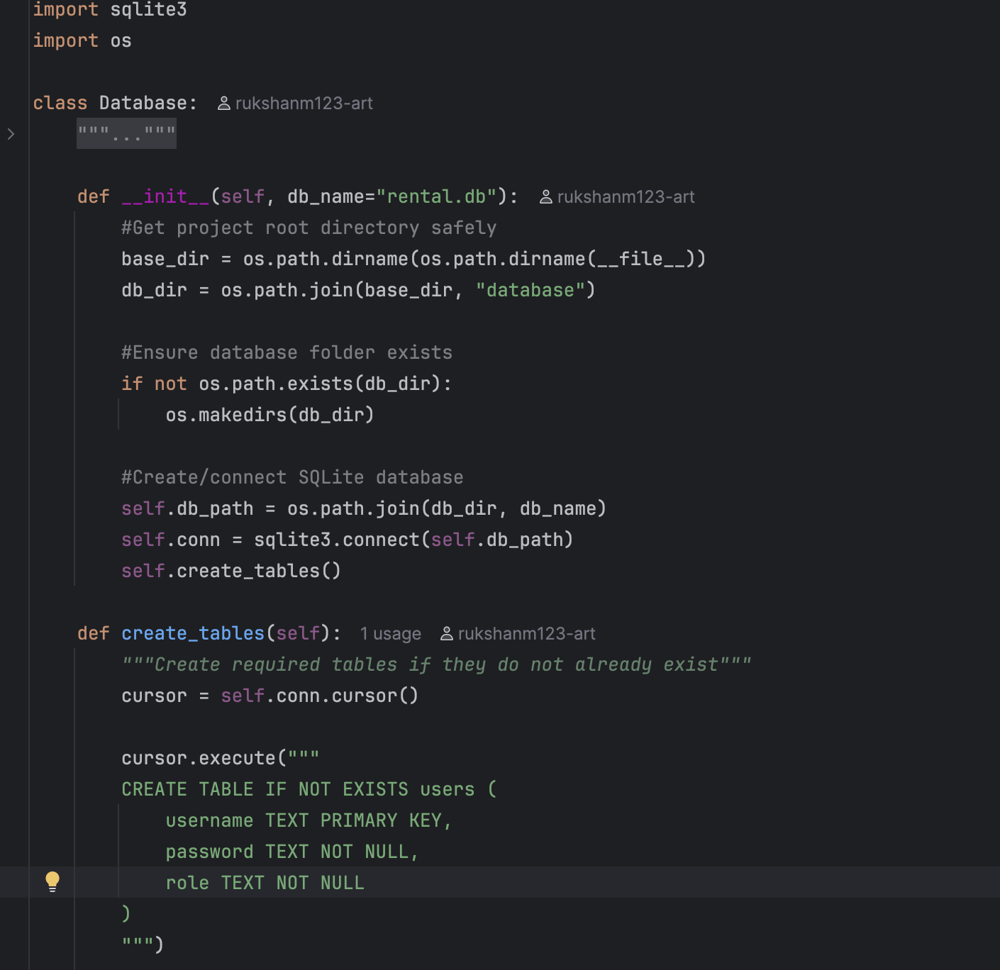 import sqlite3
import os
class Database: rukshanm123-art
"""..."""
def __init__(self, db_name="rental.db"): rukshanm123-art
#Get project root directory safely
base_dir = os.path.dirname(os.path.dirname(__file__))
db_dir = os.path.join(base_dir, "database")
#Ensure database folder exists
if not os.path.exists(db_dir):
os.makedirs(db_dir)
#Create/connect SQLite database
self.db_path = os.path.join(db_dir, db_name)
self.conn = sqlite3.connect(self.db_path)
self.create_tables()
def create_tables(self): 1 usage rukshanm123-art
"""Create required tables if they do not already exist"""
cursor = self.conn.cursor()
cursor.execute("""
CREATE TABLE IF NOT EXISTS users (
username TEXT PRIMARY KEY,
password TEXT NOT NULL,
role TEXT NOT NULL
)
""")